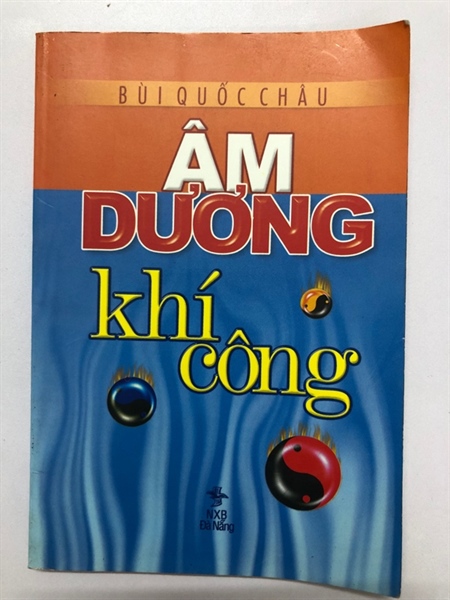 BÙI QUỐC CHÂU
ÂM
DƯƠNG
khí
công
NXB
Đà Nẵng